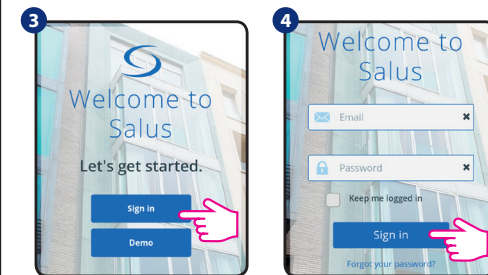 3
Welcome to
Salus
Let's get started.
Sign in
Demo
4
Welcome to
Salus
Email
Password
Keep me logged in
Sign in
Forgot your password?